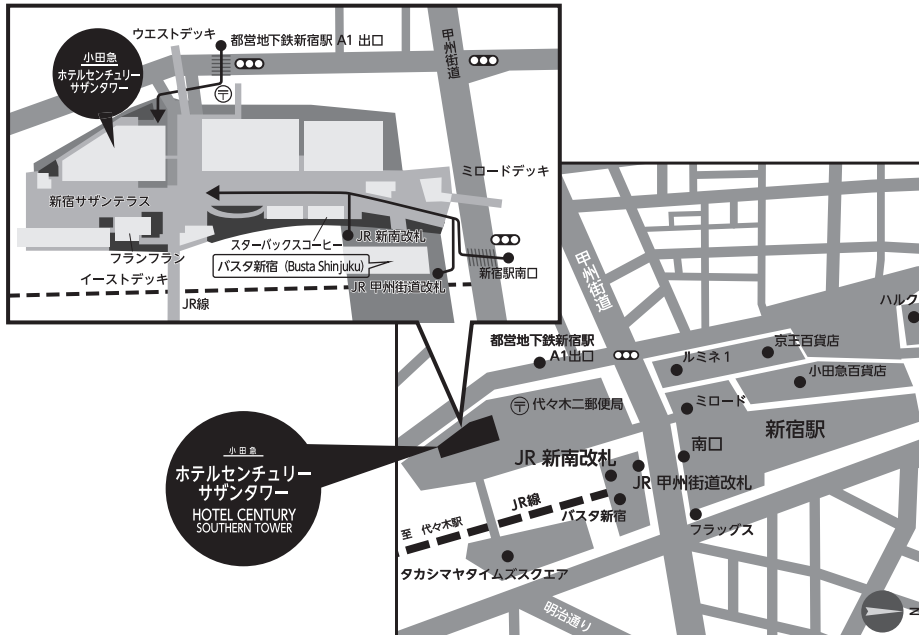 ウエストデッキ
都営地下鉄新宿駅 A1 出口
甲州街道
小田急
ホテルセンチュリー
サザンタワー
〒
ミロードデッキ
新宿サザンテラス
スターバックスコーヒー
JR 新南改札
フランフラン
バスタ新宿（Busta Shinjuku）
新宿駅南口
イーストデッキ
JR 甲州街道改札
JR線
甲州街道
ハルク
都営地下鉄新宿駅
A1出口
ルミネ1
京王百貨店
小田急百貨店
〒代々木二郵便局
ミロード
新宿駅
南口
小田急
ホテルセンチュリー
サザンタワー
HOTEL CENTURY
SOUTHERN TOWER
JR 新南改札
JR 甲州街道改札
JR線
バスタ新宿
至 代々木駅
フラッグス
タカシマヤタイムズスクエア
明治通り
N